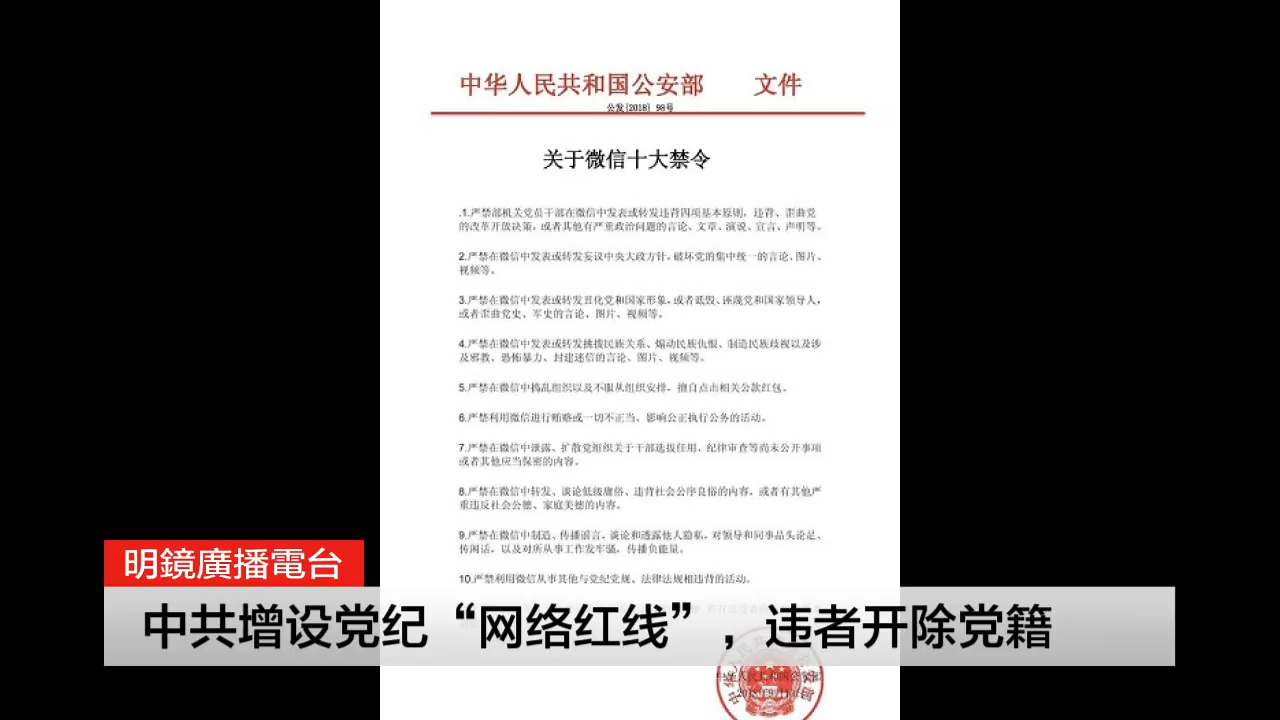 中华人民共和国公安部 文件
公发{2018} 98号
关于微信十大禁令
.1.严禁部机关党员干部在微信中发表或转发违背四项基本原则，违背、歪曲党
的改革开放决策，或者其他有严重政治问题的言论、文章、演说、宣言、声明等。
2.严禁在微信中发表或转发妄议中央大政方针，破坏党的集中统一的言论、图片、
视频等。
3.严禁在微信中发表或转发丑化党和国家形象，或者诋毁、诬蔑党和国家领导人，
或者歪曲党史、军史的言论、图片、视频等。
4.严禁在微信中发表或转发挑拨民族关系、煽动民族仇恨、制造民族歧视以及涉
及邪教、恐怖暴力、封建迷信的言论、图片、视频等。
5.严禁在微信中捣乱组织以及不服从组织安排，擅自点击相关公款红包。
6.严禁利用微信进行贿赂或一切不正当、影响公正执行公务的活动。
7.严禁在微信中泄露、扩散党组织关于干部选拔任用、纪律审查等尚未公开事项
或者其他应当保密的内容。
8.严禁在微信中转发、谈论低级庸俗、违背社会公序良俗的内容，或者有其他严
重违反社会公德、家庭美德的内容。
9.严禁在微信中制造、传播谣言，谈论和透露他人隐私，对领导和同事品头论足、
传闲话，以及对所从事工作发牢骚，传播负能量。
10.严禁利用微信从事其他与党纪党规、法律法规相违背的活动。
明鏡廣播電台
中共增设党纪“网络红线”，违者开除党籍